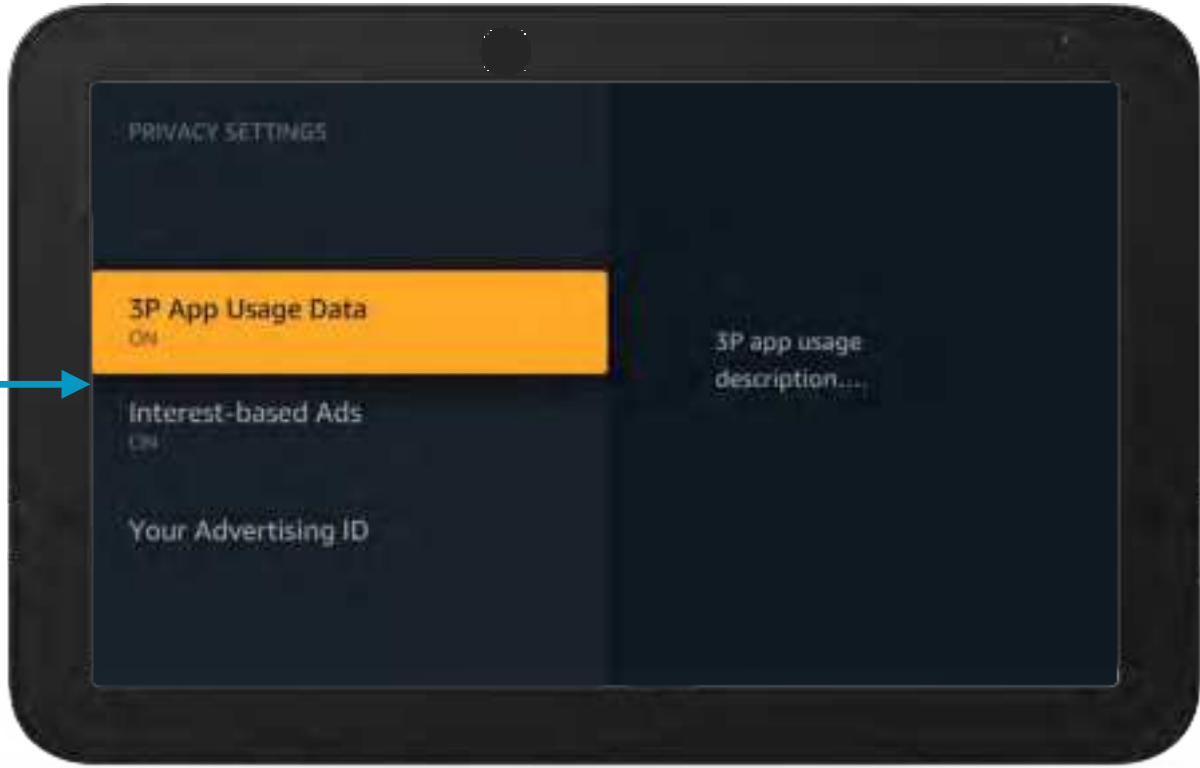 PRIVACY SETTINGS
3P App Usage Data
ON
Interest-based Ads
ON
Your Advertising ID
3P app usage
description....